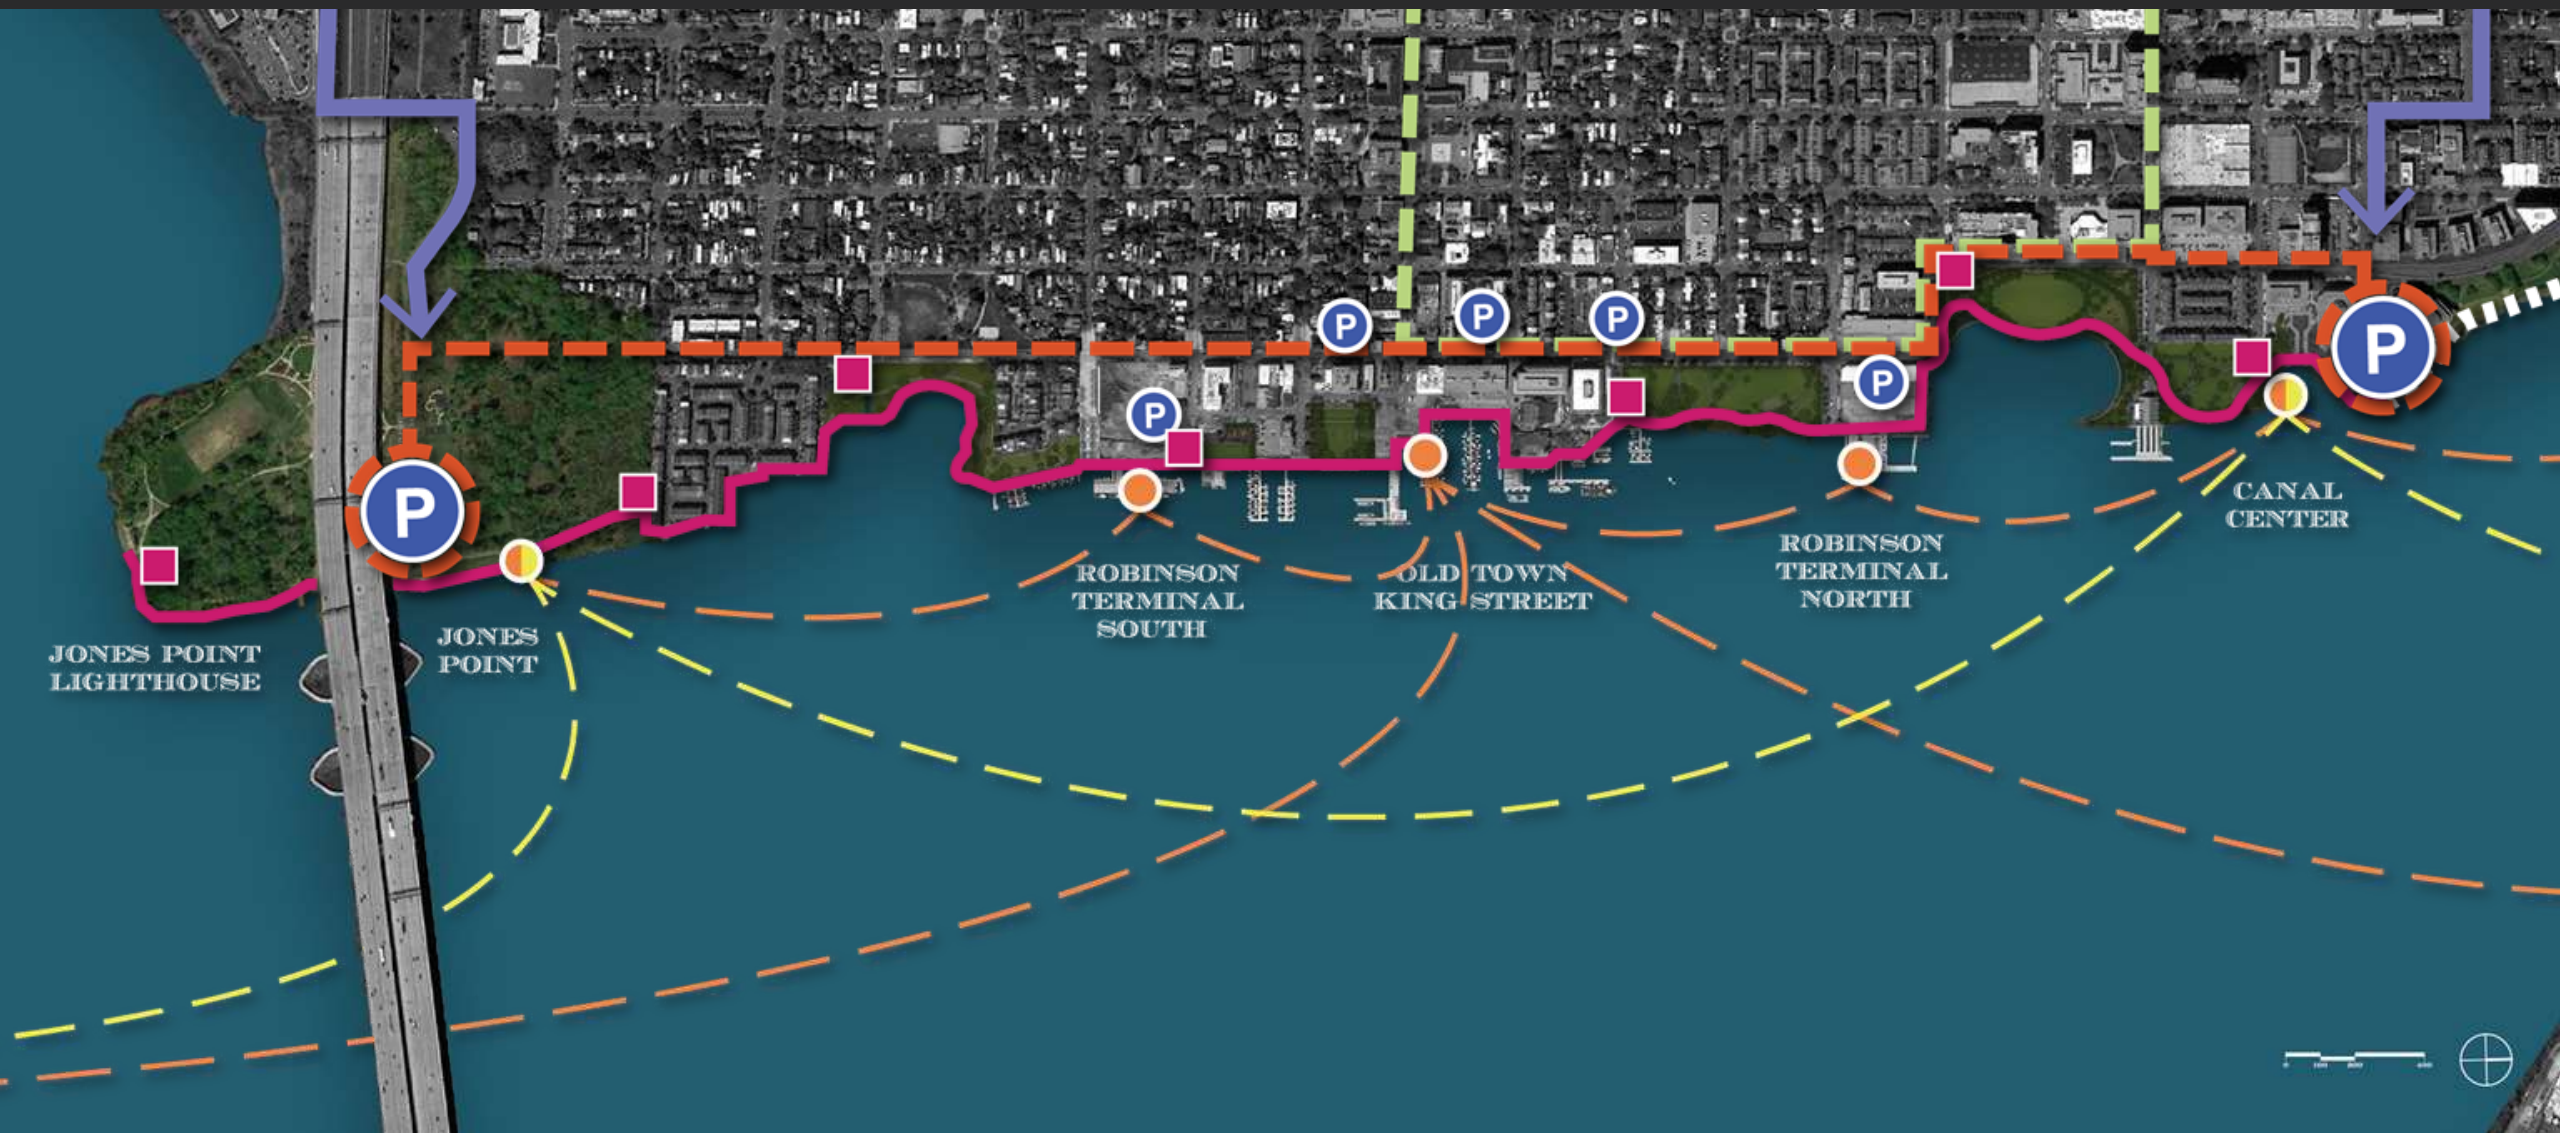 P
P
P
P
P
P
P
JONES POINT
LIGHTHOUSE
JONES
POINT
ROBINSON
TERMINAL
SOUTH
OLD TOWN
KING STREET
ROBINSON
TERMINAL
NORTH
CANAL
CENTER